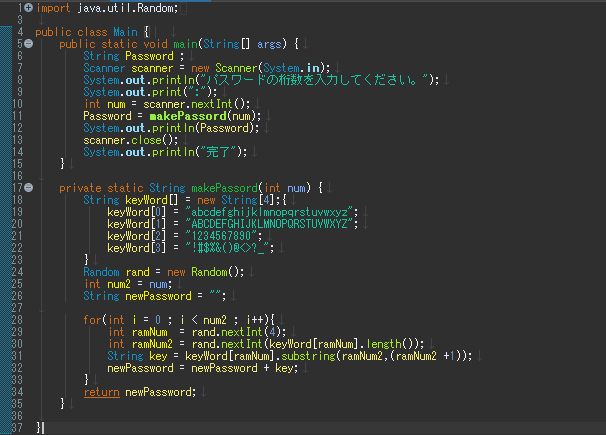 1 import java.util.Random;
3
4 public class Main {
5 public static void main(String[] args) {
6 String Password ;
7 Scanner scanner = new Scanner(System.in);
8 System.out.println("パスワードの桁数を入力してください。");
9 System.out.print(":");
10 int num = scanner.nextInt();
11 Password = makePassord(num);
12 System.out.println(Password);
13 scanner.close();
14 System.out.println("完了");
15 }
16
17 private static String makePassord(int num) {
18 String keyWord[] = new String[4];{
19 keyWord[0] = "abcdefghijklmnopqrstuvwxyz";
20 keyWord[1] = "ABCDEFGHIJKLMNOPQRSTUVWXYZ";
21 keyWord[2] = "1234567890";
22 keyWord[3] = "!#$%&()@<>?_";
23 }
24 Random rand = new Random();
25 int num2 = num;
26 String newPassword = "";
27
28 for(int i = 0 ; i < num2 ; i++){
29 int ramNum = rand.nextInt(4);
30 int ramNum2 = rand.nextInt(keyWord[ramNum].length());
31 String key = keyWord[ramNum].substring(ramNum2,(ramNum2 +1));
32 newPassword = newPassword + key;
33 }
34 return newPassword;
35 }
36
37 }